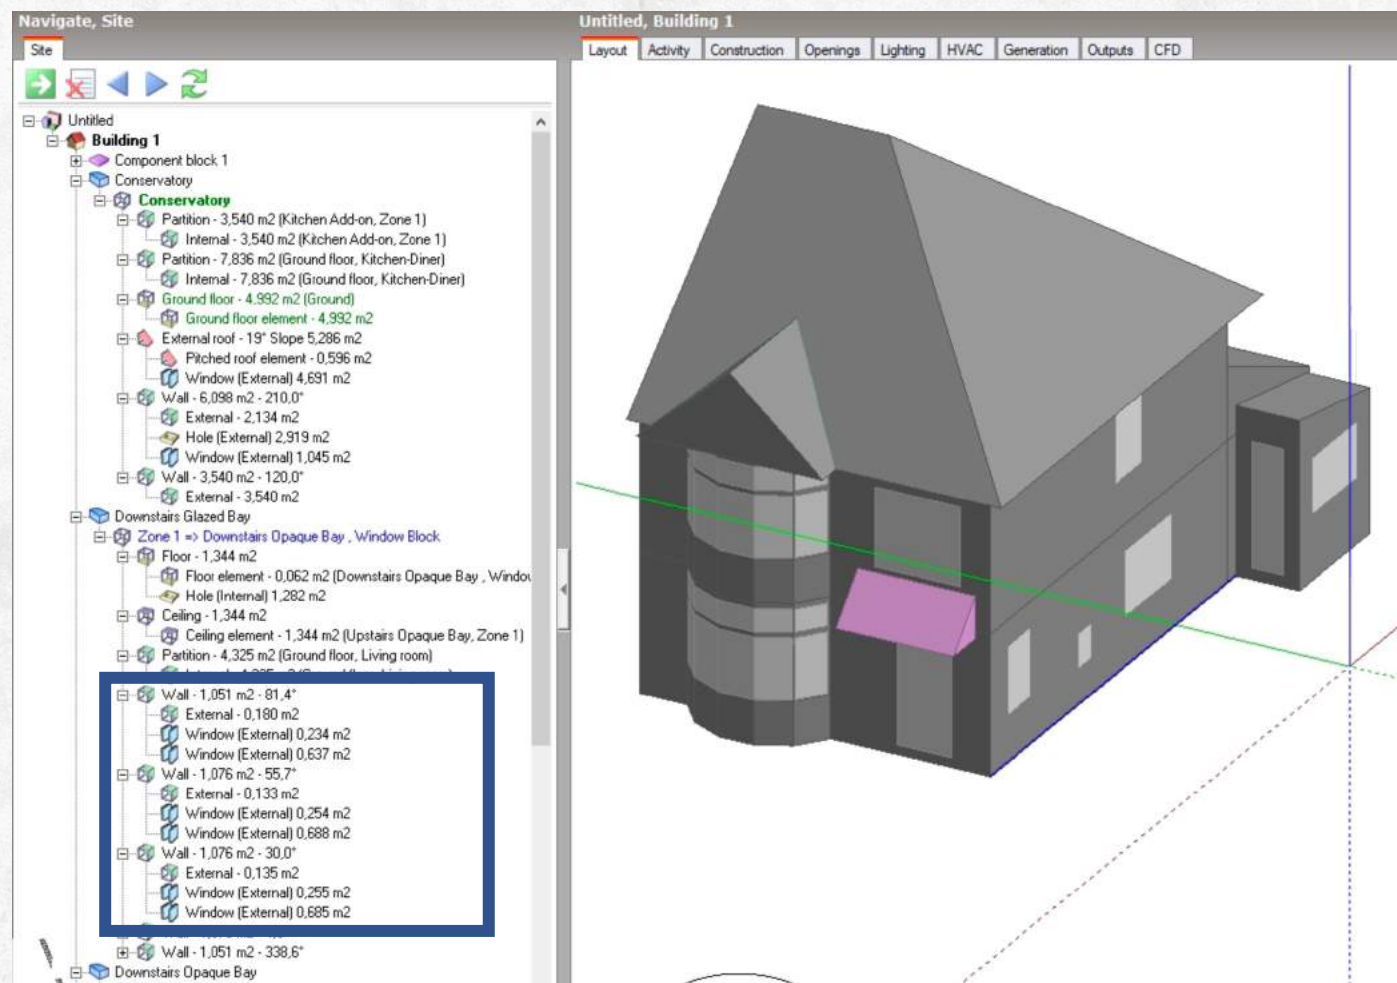 Navigate, Site
Site
Untitled
Building 1
Component block 1
Conservatory
Conservatory
Partition - 3,540 m2 (Kitchen Add-on, Zone 1)
Internal - 3,540 m2 (Kitchen Add-on, Zone 1)
Partition - 7,836 m2 (Ground floor, Kitchen-Diner)
Internal - 7,836 m2 (Ground floor, Kitchen-Diner)
Ground floor - 4,992 m2 (Ground)
Ground floor element - 4,992 m2
External roof - 19° Slope 5,286 m2
Pitched roof element - 0,596 m2
Window (External) 4,691 m2
Wall - 6,098 m2 - 210,0°
External - 2,134 m2
Hole (External) 2,919 m2
Window (External) 1,045 m2
Wall - 3,540 m2 - 120,0°
External - 3,540 m2
Downstairs Glazed Bay
Zone 1 => Downstairs Opaque Bay , Window Block
Floor - 1,344 m2
Floor element - 0,062 m2 (Downstairs Opaque Bay , Windov
Hole (Internal) 1,282 m2
Ceiling - 1,344 m2
Ceiling element - 1,344 m2 (Upstairs Opaque Bay, Zone 1)
Partition - 4,325 m2 (Ground floor, Living room)
Wall - 1,051 m2 - 81,4°
External - 0,180 m2
Window (External) 0,234 m2
Window (External) 0,637 m2
Wall - 1,076 m2 - 55,7°
External - 0,133 m2
Window (External) 0,254 m2
Window (External) 0,688 m2
Wall - 1,076 m2 - 30,0°
External - 0,135 m2
Window (External) 0,255 m2
Window (External) 0,685 m2
Wall - 1,051 m2 - 338,6°
Downstairs Opaque Bay
Untitled, Building 1
Layout Activity Construction Openings Lighting HVAC Generation Outputs CFD